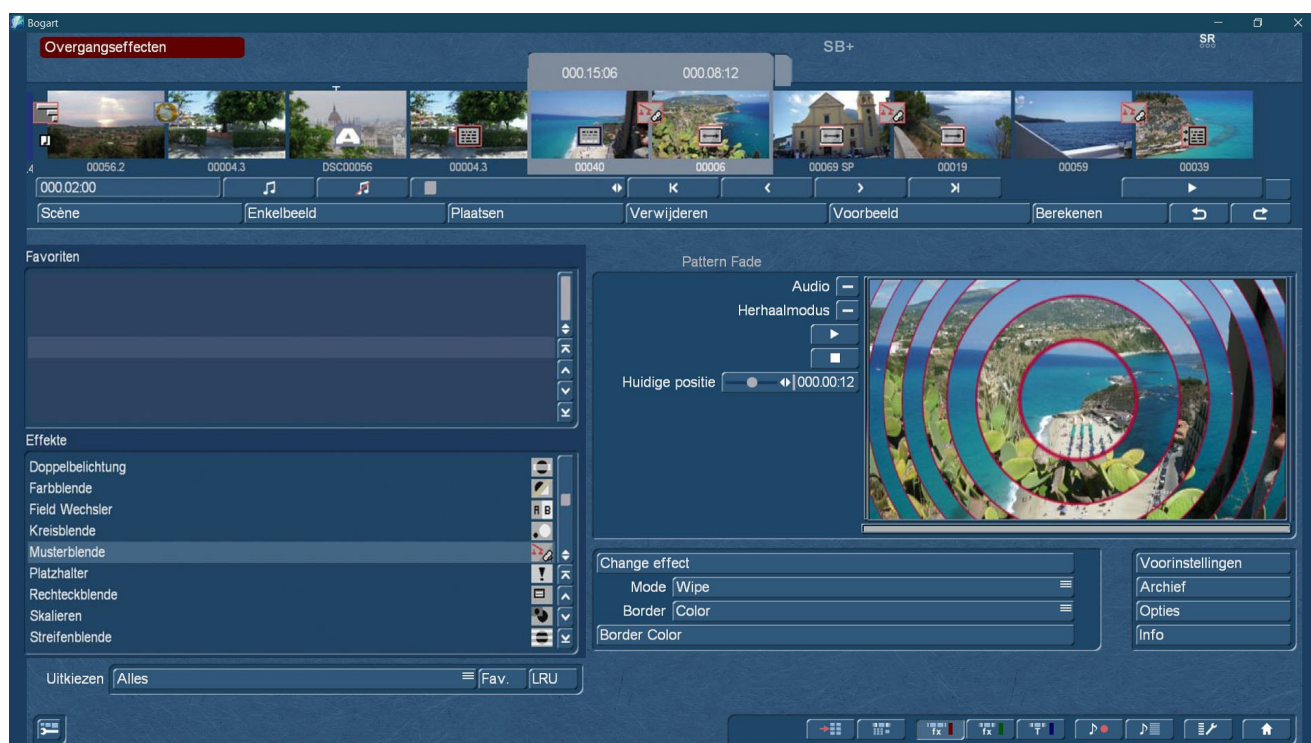 Bogart
Overgangseffecten
SB+
SR
000.15:06 000.08:12
T
00056.2 00004.3 DSC00056 00004.3 00040 00006 00069 SP 00019 00059 00039
000.02:00
Scène Enkelbeeld Plaatsen Verwijderen Voorbeeld Berekenen
Favoriten
Pattern Fade
Audio
Herhaalmodus
Huidige positie 000.00:12
Effekte
Doppelbelichtung
Farbblende
Field Wechsler A B
Kreisblende
Musterblende
Platzhalter
Rechteckblende
Skalieren
Streifenblende
Change effect
Mode Wipe
Border Color
Border Color
Voorinstellingen
Archief
Opties
Info
Uitkiezen Alles Fav. LRU
fx fx T